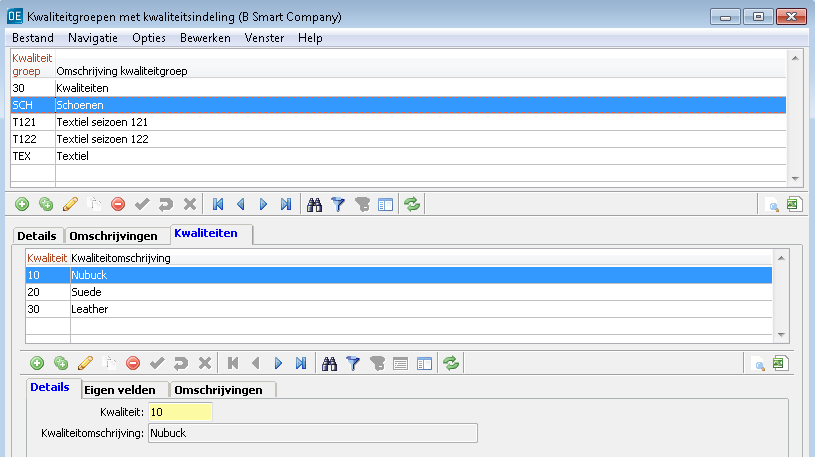 OE Kwaliteitgroepen met kwaliteitsindeling (B Smart Company)
Bestand Navigatie Opties Bewerken Venster Help
Kwaliteit
groep Omschrijving kwaliteitgroep
30 Kwaliteiten
SCH Schoenen
T121 Textiel seizoen 121
T122 Textiel seizoen 122
TEX Textiel
Details Omschrijvingen Kwaliteiten
Kwaliteit Kwaliteitomschrijving
10 Nubuck
20 Suede
30 Leather
Details Eigen velden Omschrijvingen
Kwaliteit: 10
Kwaliteitomschrijving: Nubuck